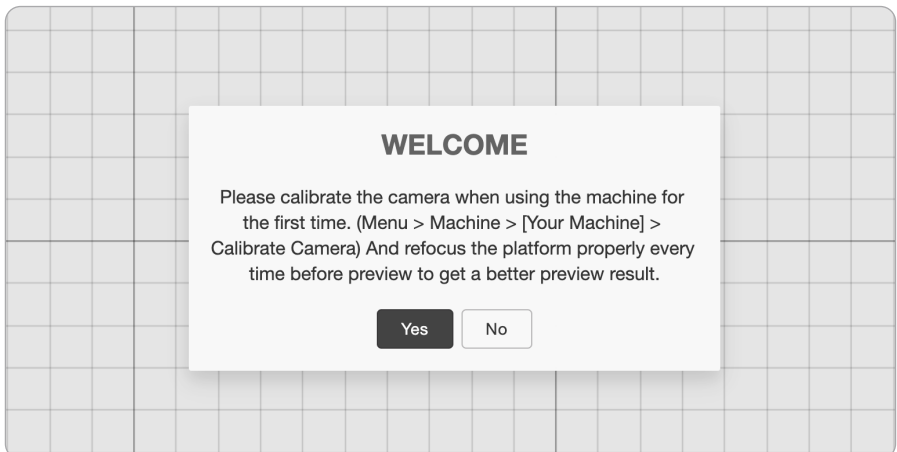 WELCOME
Please calibrate the camera when using the machine for
the first time. (Menu > Machine > [Your Machine] >
Calibrate Camera) And refocus the platform properly every
time before preview to get a better preview result.
Yes
No